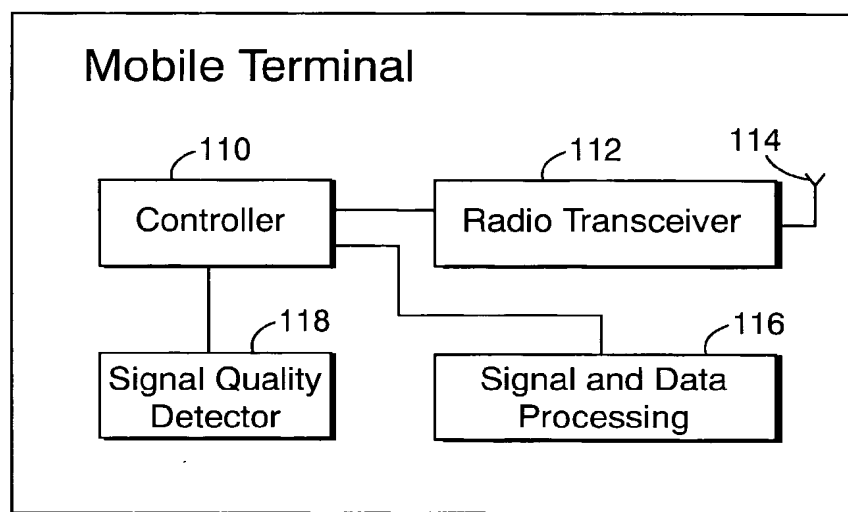 Mobile Terminal
110
112
114
Controller
Radio Transceiver
118
116
Signal Quality
Detector
Signal and Data
Processing